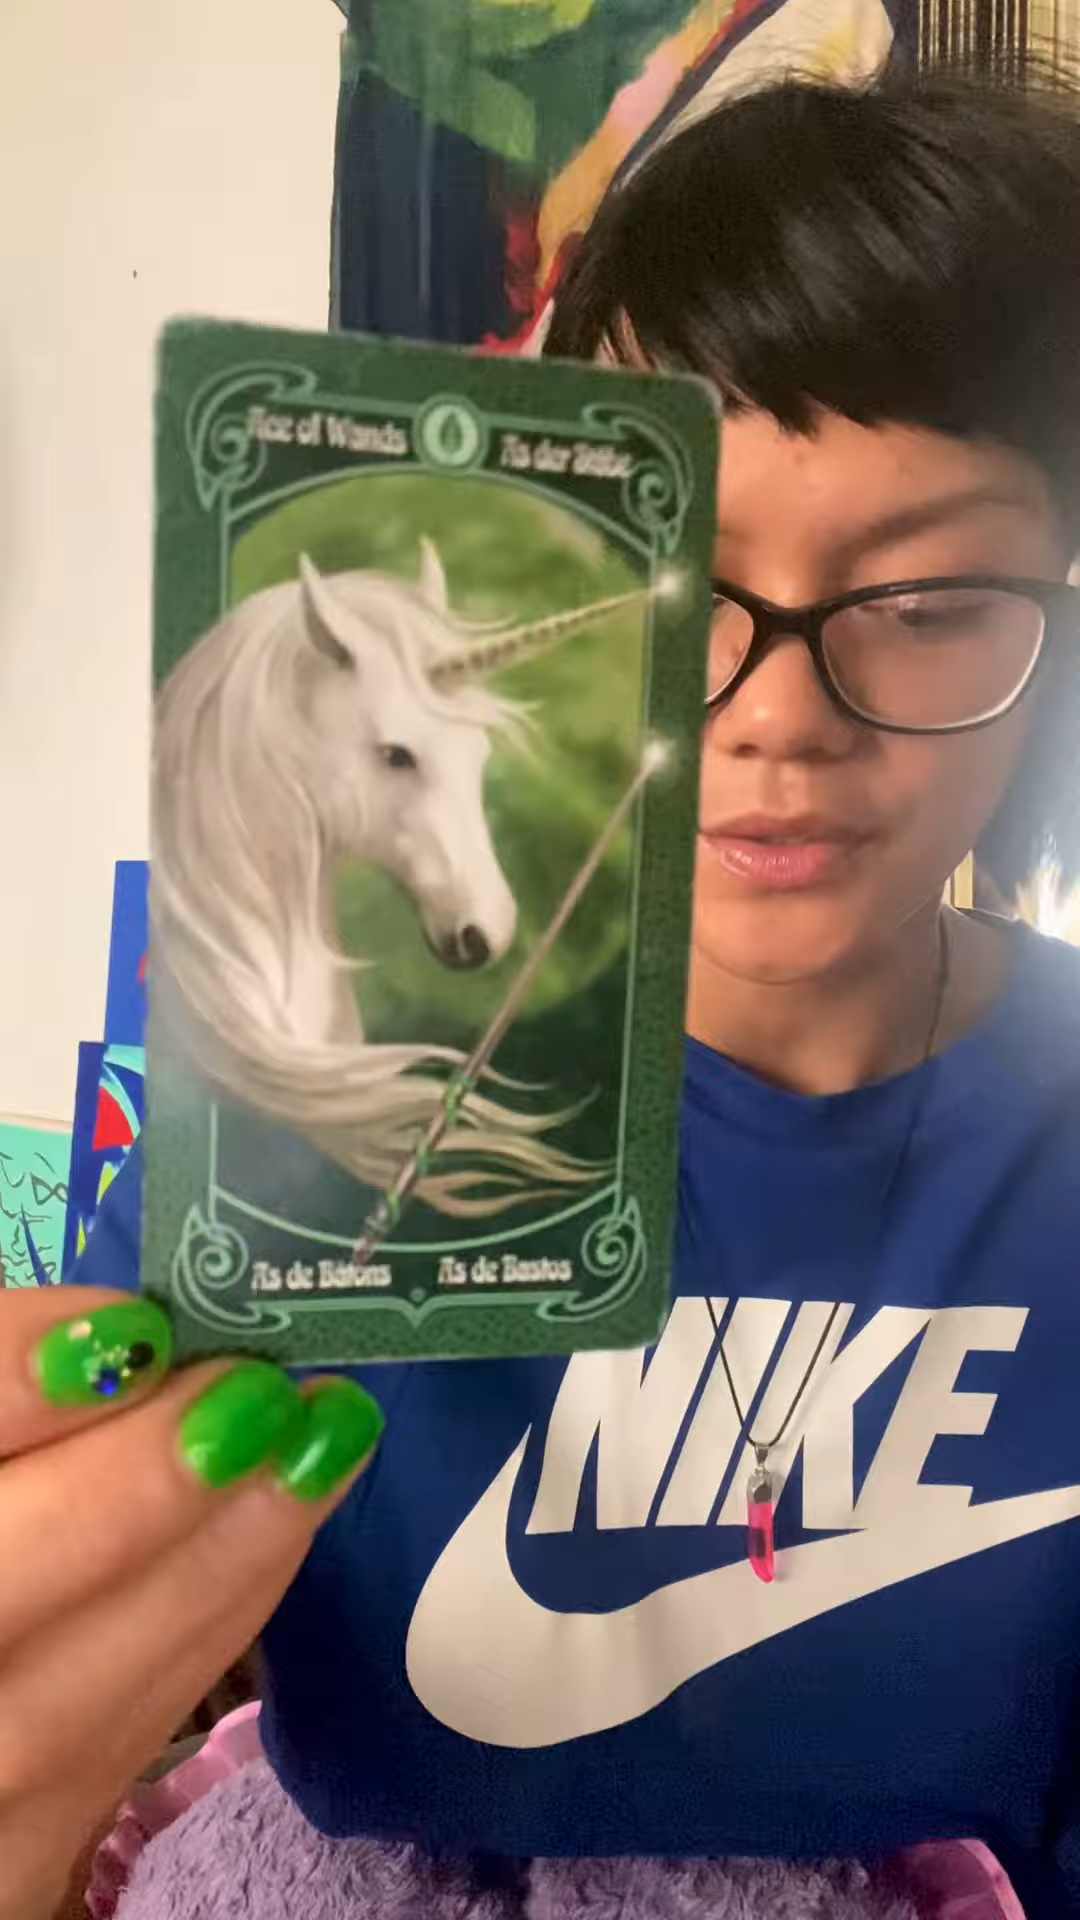 Ace of Wands
As der Stäbe
As de Bâtons
As de Bastos
NIKE